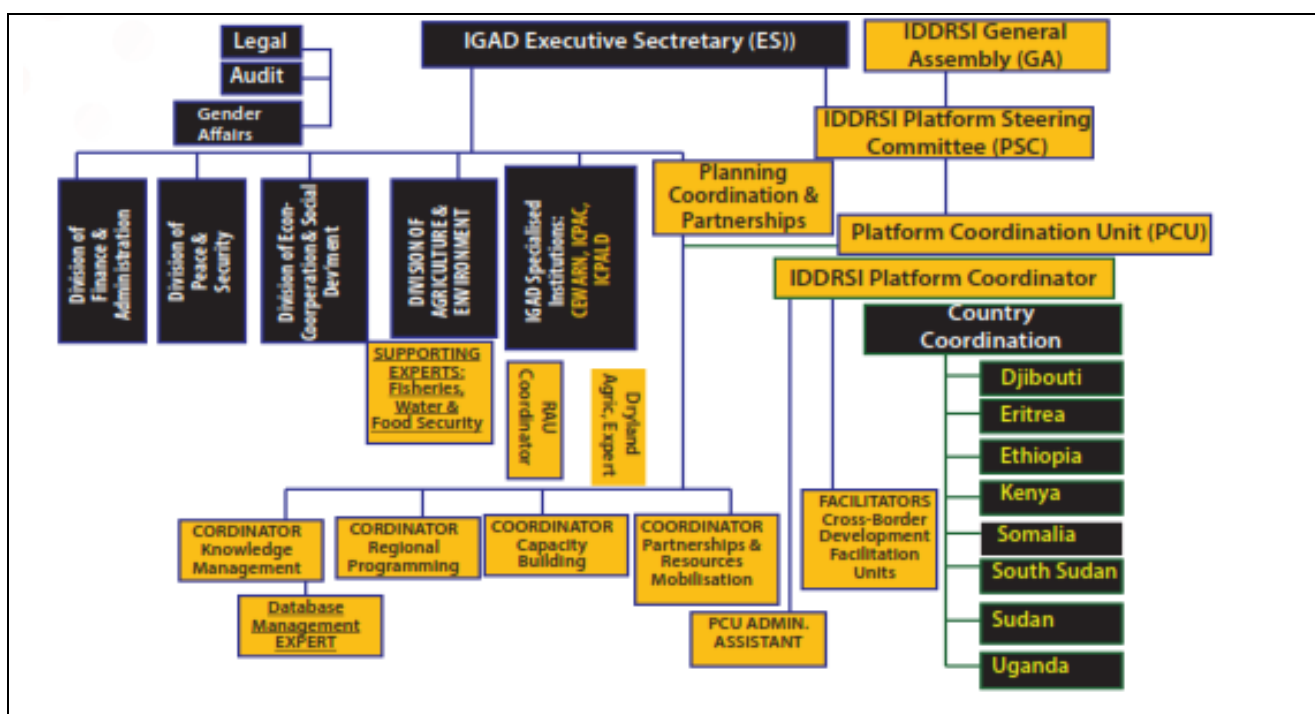 Legal
Audit
Gender
Affairs
IGAD Executive Sectretary (ES))
IDDRSI General
Assembly (GA)
IDDRSI Platform Steering
Committee (PSC)
Planning
Coordination &
Partnerships
Platform Coordination Unit (PCU)
IDDRSI Platform Coordinator
Division of
Finance &
Administration
Division of
Peace &
Security
Division of Econ-
Coorperation& Social
Dev'ment
DIVISION OF
AGRICULTURE &
ENVIRONMENT
IGAD Specialised
Institutions:
CEWARN, ICPAC,
ICPALD
Country
Coordination
Djibouti
Eritrea
Ethiopia
Kenya
Somalia
South Sudan
Sudan
Uganda
SUPPORTING
EXPERTS:
Fisheries,
Water &
Food Security
RAU
Coordinator
Dryland
Agric, Expert
CORDINATOR
Knowledge
Management
CORDINATOR
Regional
Programming
COORDINATOR
Capacity
Building
COORDINATOR
Partnerships &
Resources
Mobilisation
FACILITATORS
Cross-Border
Development
Facilitation
Units
Database
Management
EXPERT
PCU ADMIN.
ASSISTANT